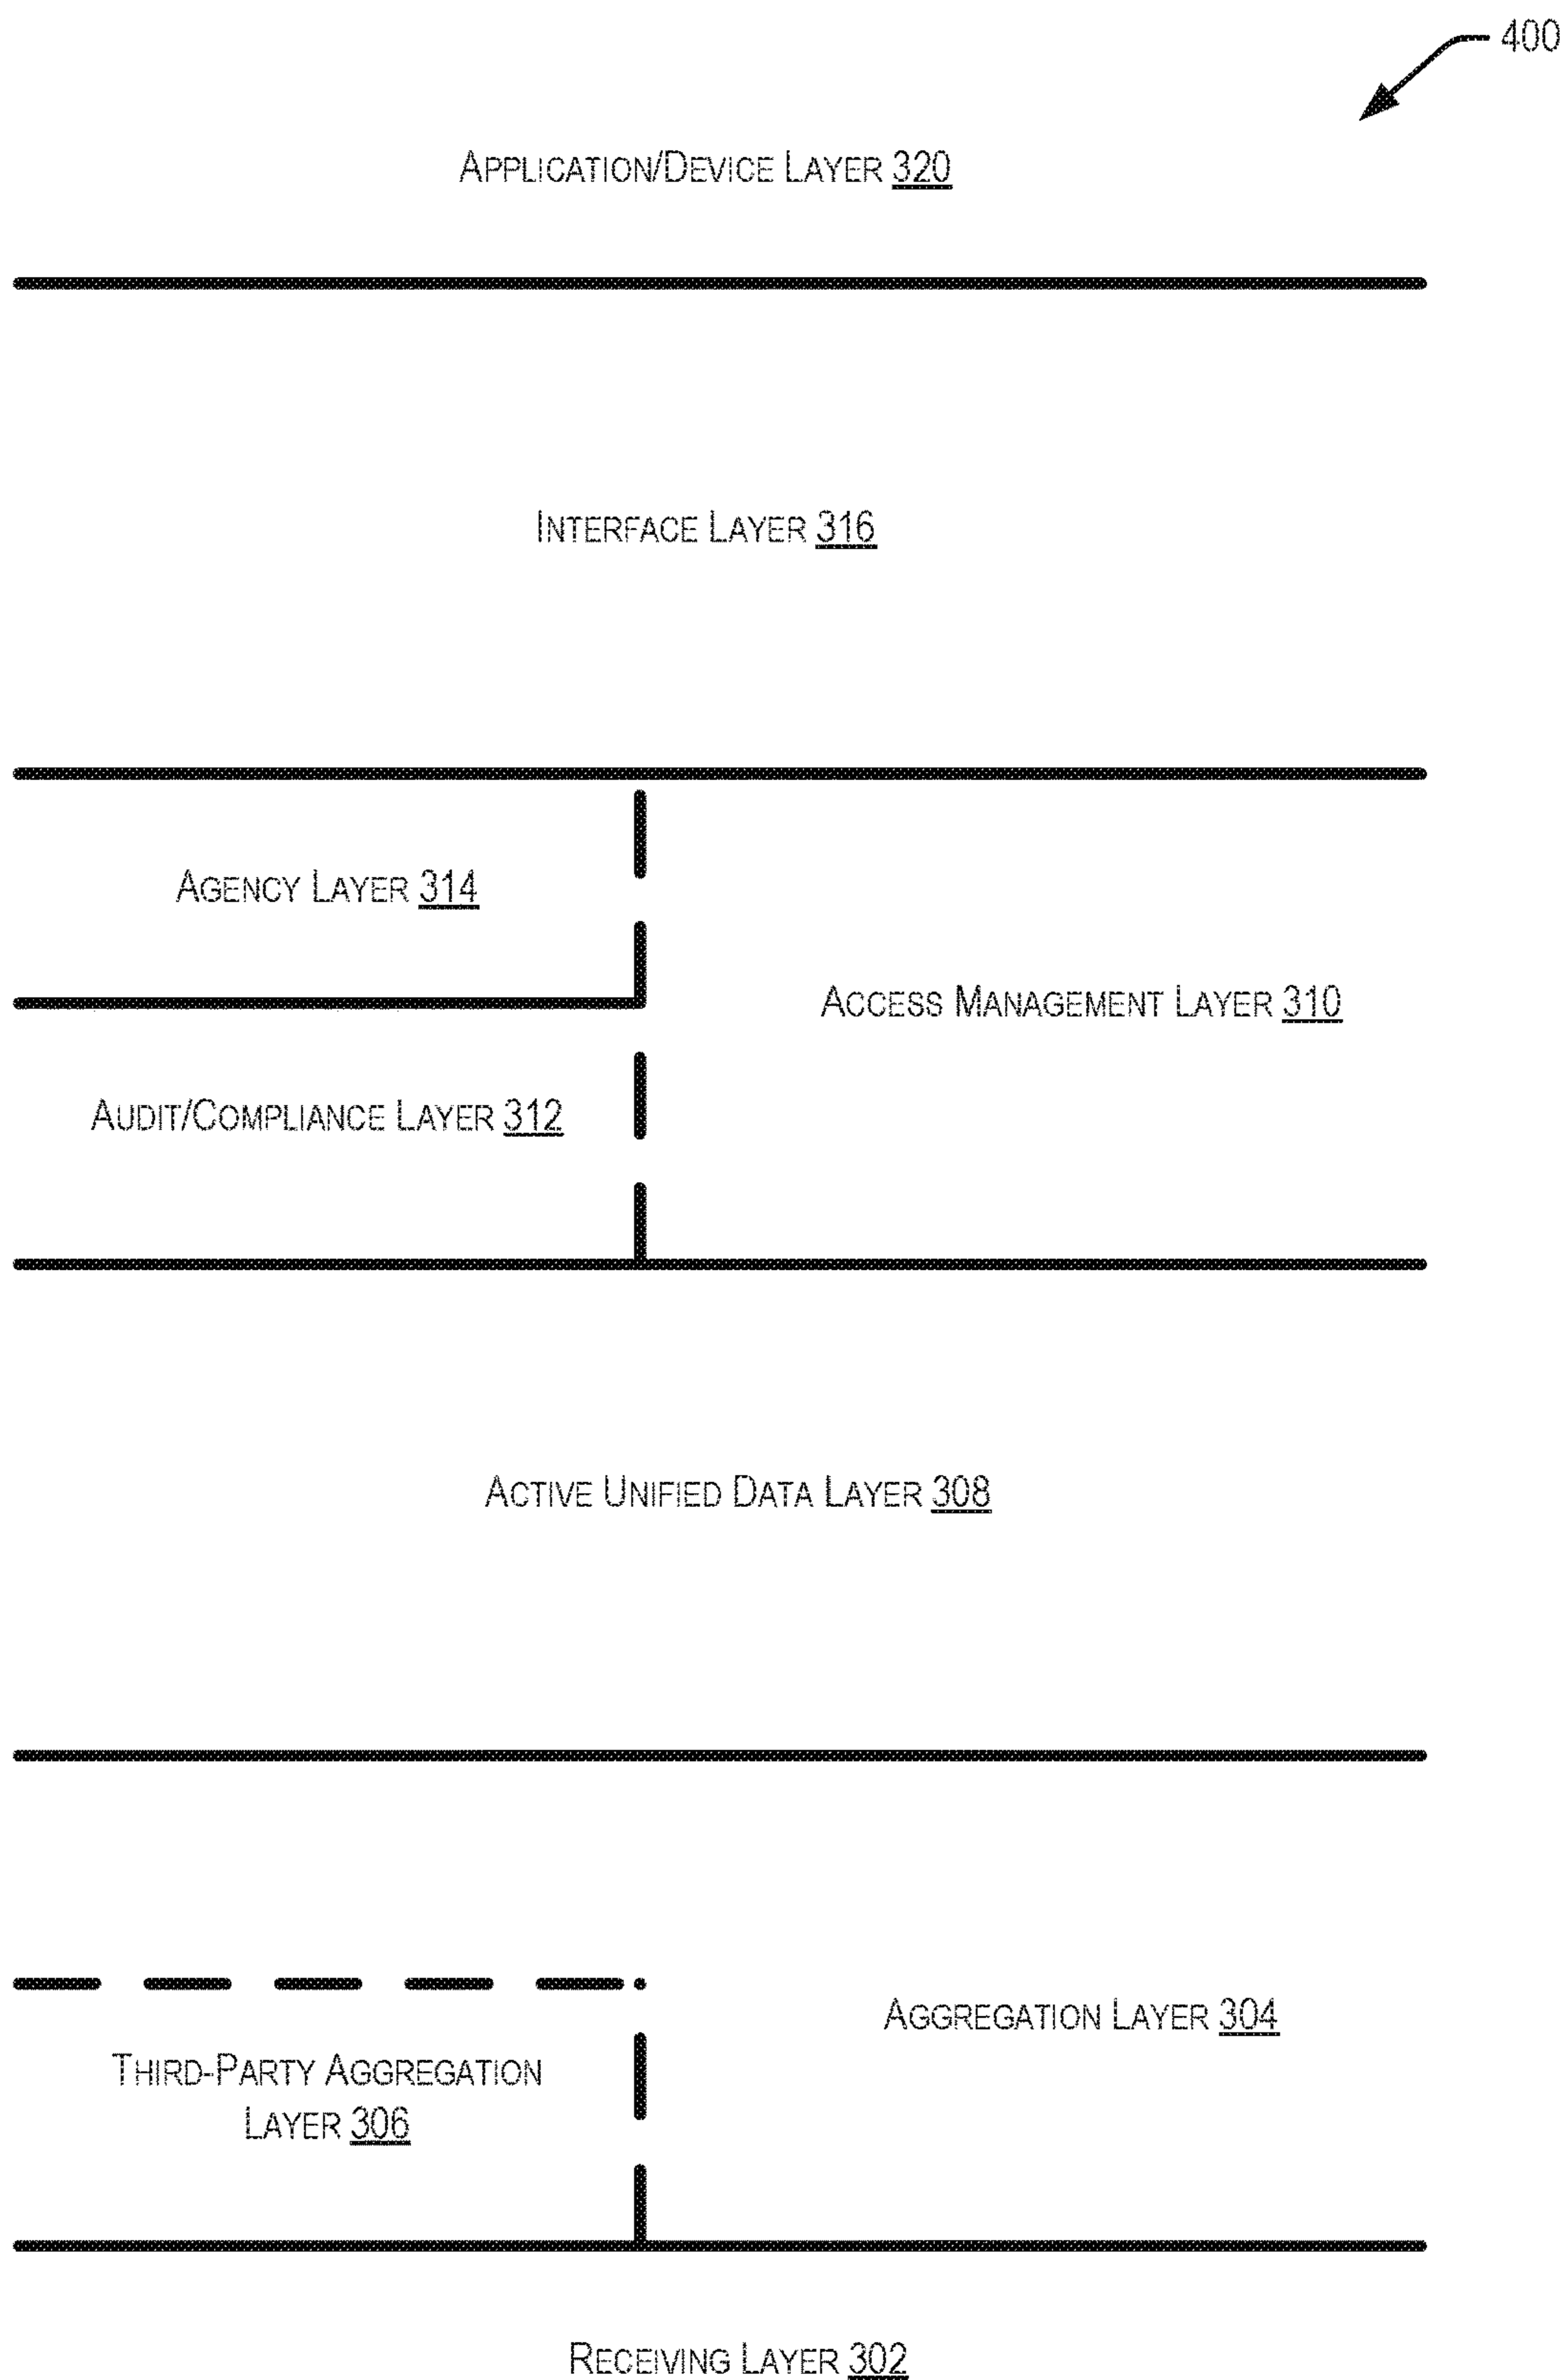 400
APPLICATION/DEVICE LAYER 320
INTERFACE LAYER 316
AGENCY LAYER 314
ACCESS MANAGEMENT LAYER 310
AUDIT/COMPLIANCE LAYER 312
ACTIVE UNIFIED DATA LAYER 308
AGGREGATION LAYER 304
THIRD-PARTY AGGREGATION
LAYER 306
RECEIVING LAYER 302